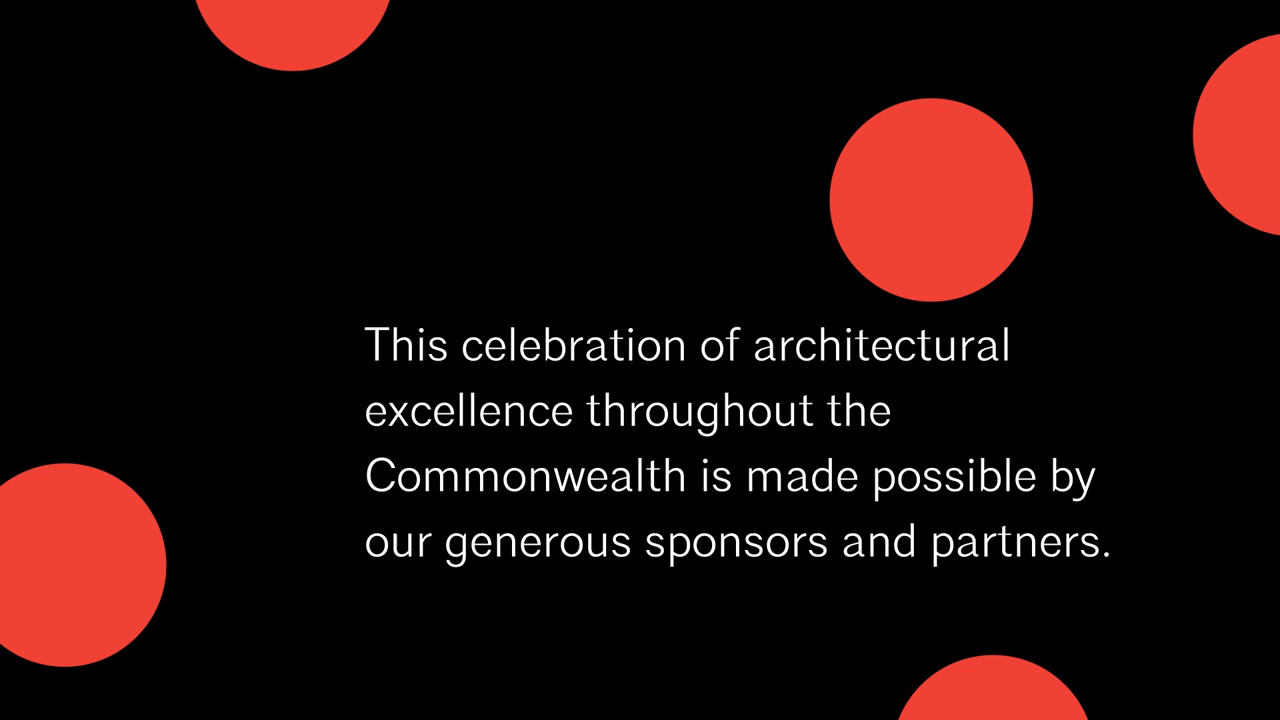 This celebration of architectural
excellence throughout the
Commonwealth is made possible by
our generous sponsors and partners.